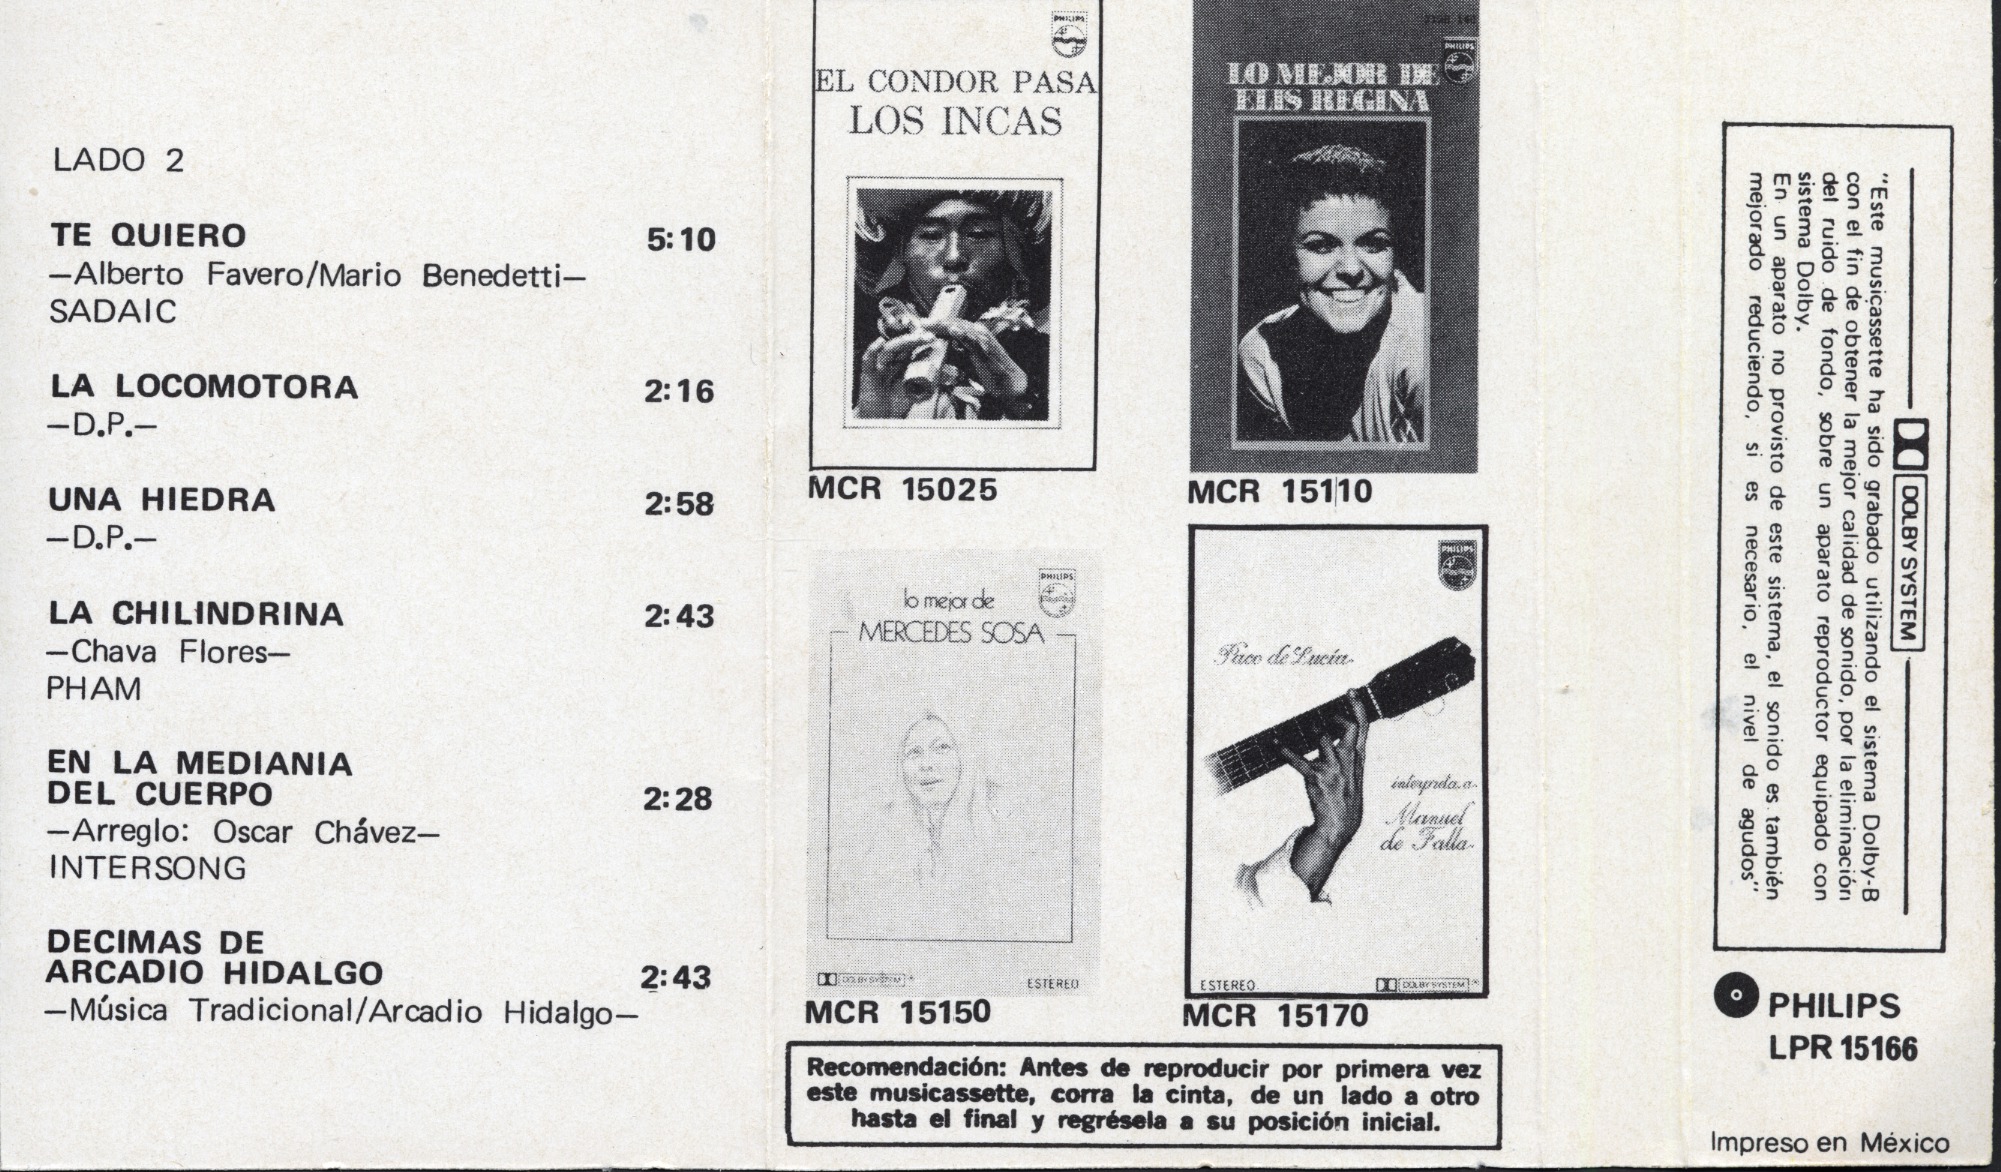 LADO 2
TE QUIERO 5:10
—Alberto Favero/Mario Benedetti—
SADAIC
LA LOCOMOTORA 2:16
—D.P.—
UNA HIEDRA 2:58
—D.P.—
LA CHILINDRINA 2:43
—Chava Flores—
PHAM
EN LA MEDIANIA
DEL CUERPO 2:28
—Arreglo: Oscar Chávez—
INTERSONG
DECIMAS DE
ARCADIO HIDALGO 2:43
—Música Tradicional/Arcadio Hidalgo—
PHILIPS
EL CONDOR PASA
LOS INCAS
MCR 15025
PHILIPS
LO MEJOR DE
ELIS REGINA
MCR 15110
PHILIPS
lo mejor de
MERCEDES SOSA
DOLBY SYSTEM
ESTEREO
MCR 15150
PHILIPS
Paco de Lucía
interpreta a
Manuel
de Falla
ESTEREO
DOLBY SYSTEM
MCR 15170
Recomendación: Antes de reproducir por primera vez
este musicassette, corra la cinta, de un lado a otro
hasta el final y regrésela a su posición inicial.
DOLBY SYSTEM
"Este musicassette ha sido grabado utilizando el sistema Dolby-B
con el fin de obtener la mejor calidad de sonido, por la eliminación
del ruido de fondo, sobre un aparato reproductor equipado con
sistema Dolby.
En un aparato no provisto de este sistema, el sonido es también
mejorado reduciendo, si es necesario, el nivel de agudos"
PHILIPS
LPR 15166
Impreso en México